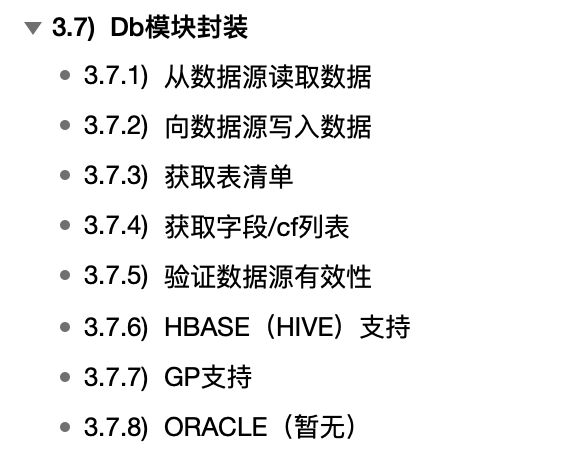 3.7) Db模块封装
3.7.1) 从数据源读取数据
3.7.2) 向数据源写入数据
3.7.3) 获取表清单
3.7.4) 获取字段/cf列表
3.7.5) 验证数据源有效性
3.7.6) HBASE（HIVE）支持
3.7.7) GP支持
3.7.8) ORACLE（暂无）